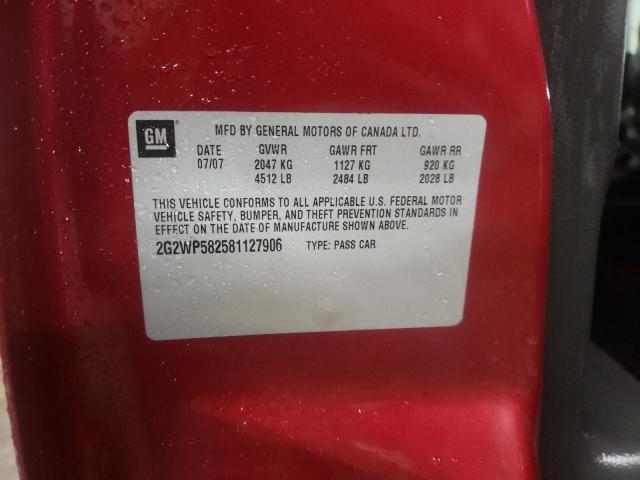 GM
MFD BY GENERAL MOTORS OF CANADA LTD.
DATE GVWR GAWR FRT GAWR RR
07/07 2047 KG 1127 KG 920 KG
4512 LB 2484 LB 2028 LB
THIS VEHICLE CONFORMS TO ALL APPLICABLE U.S. FEDERAL MOTOR
VEHICLE SAFETY, BUMPER, AND THEFT PREVENTION STANDARDS IN
EFFECT ON THE DATE OF MANUFACTURE SHOWN ABOVE.
2G2WP582581127906 TYPE: PASS CAR